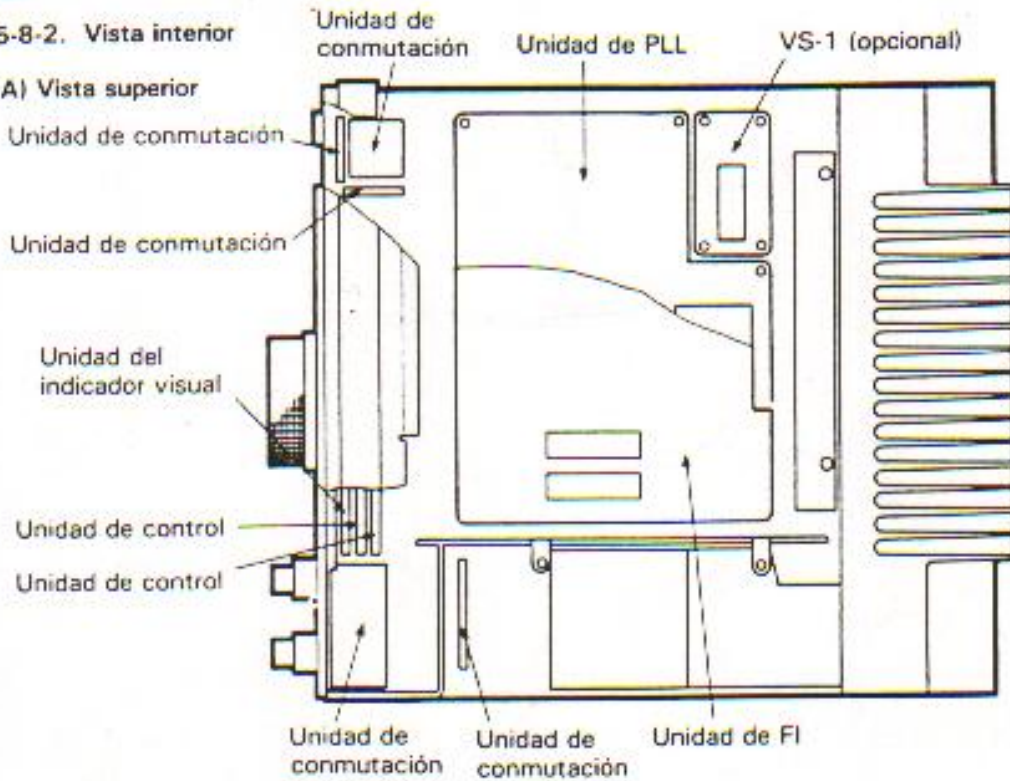 5-8-2. Vista interior
A) Vista superior
Unidad de
conmutación
Unidad de PLL
VS-1 (opcional)
Unidad de conmutación
Unidad de conmutación
Unidad del
indicador visual
Unidad de control
Unidad de control
Unidad de
conmutación
Unidad de
conmutación
Unidad de FI